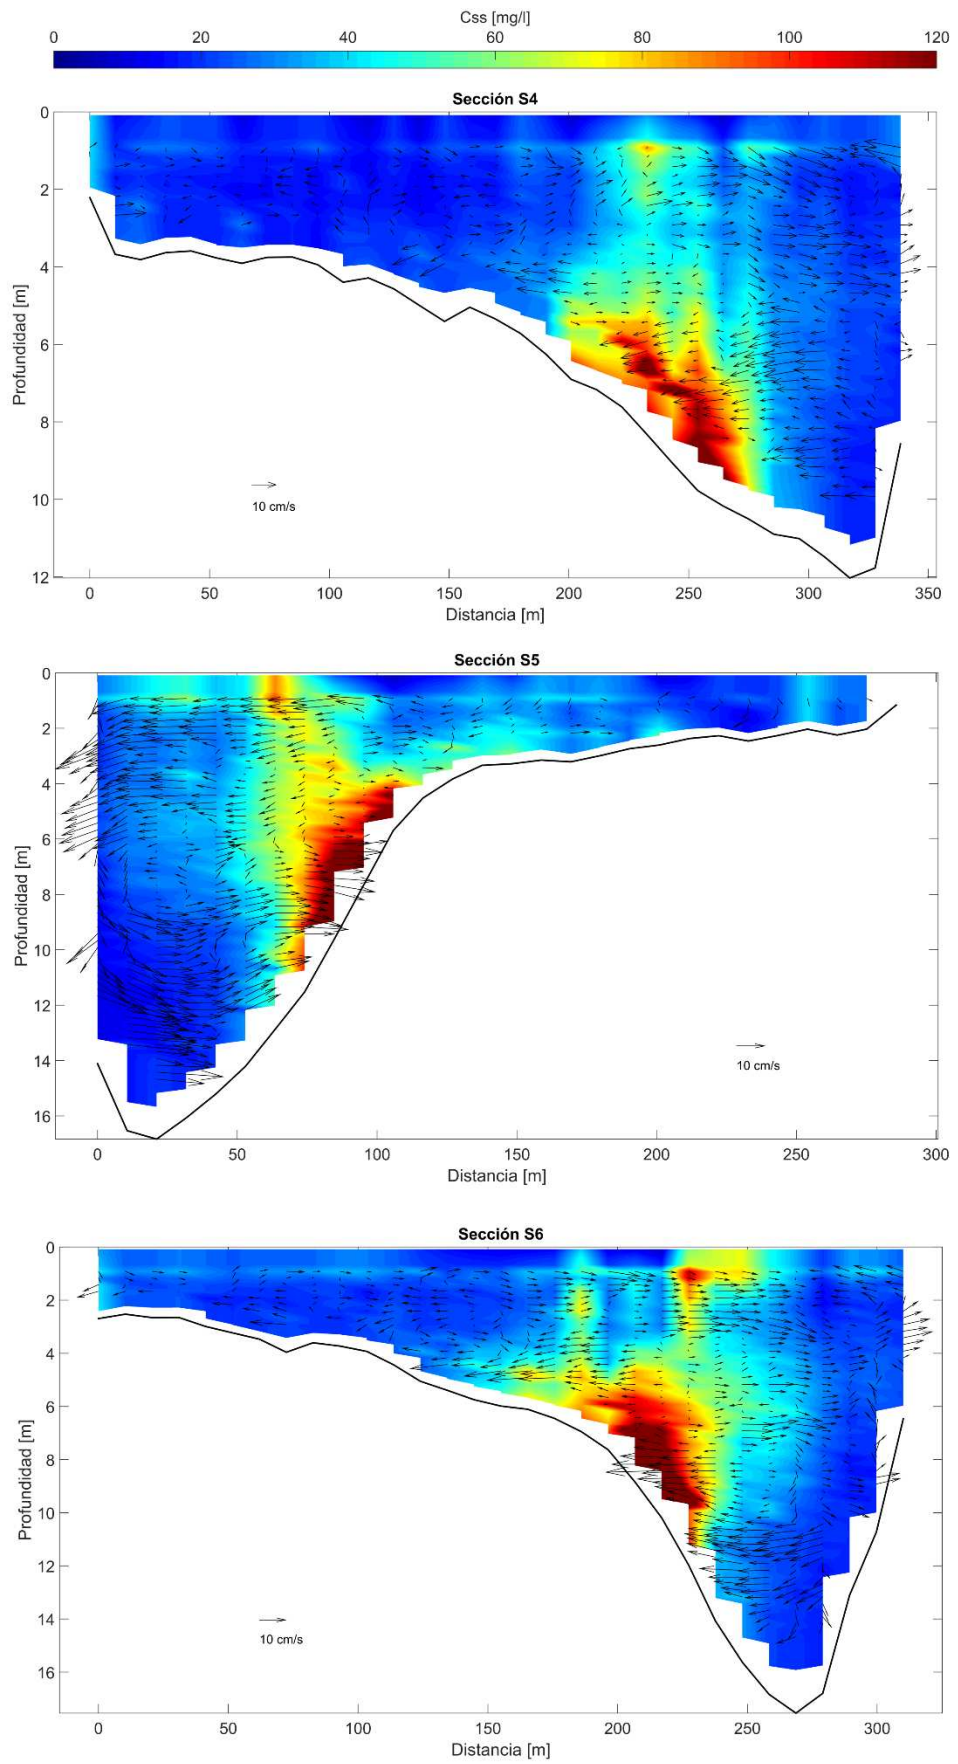 Css [mg/l]
0 20 40 60 80 100 120
Sección S4
0
2
4
6
8
10
12
Profundidad [m]
10 cm/s
0 50 100 150 200 250 300 350
Distancia [m]
Sección S5
0
2
4
6
8
10
12
14
16
Profundidad [m]
10 cm/s
0 50 100 150 200 250 300
Distancia [m]
Sección S6
0
2
4
6
8
10
12
14
16
Profundidad [m]
10 cm/s
0 50 100 150 200 250 300
Distancia [m]